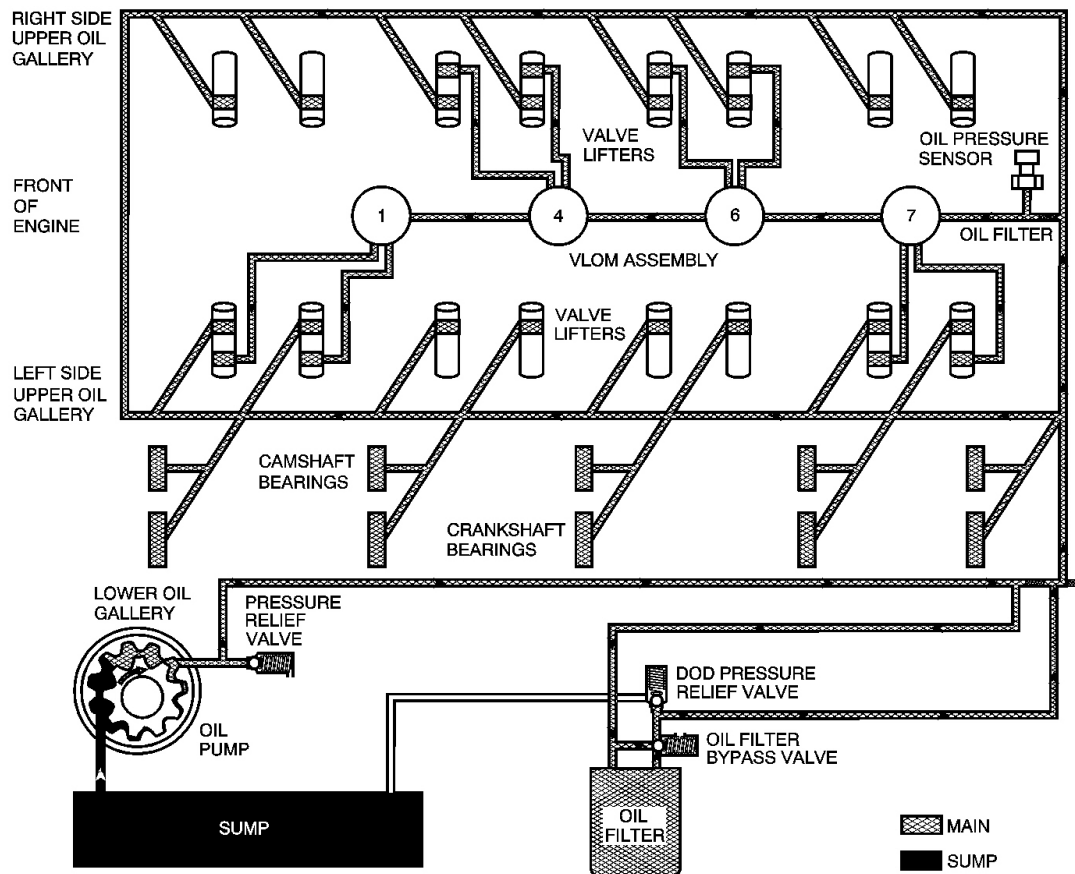 RIGHT SIDE
UPPER OIL
GALLERY
VALVE
LIFTERS
OIL PRESSURE
SENSOR
FRONT
OF
ENGINE
1
4
6
7
OIL FILTER
VLOM ASSEMBLY
VALVE
LIFTERS
LEFT SIDE
UPPER OIL
GALLERY
CAMSHAFT
BEARINGS
CRANKSHAFT
BEARINGS
LOWER OIL
GALLERY
PRESSURE
RELIEF
VALVE
DOD PRESSURE
RELIEF VALVE
OIL
PUMP
OIL FILTER
BYPASS VALVE
SUMP
OIL
FILTER
MAIN
SUMP